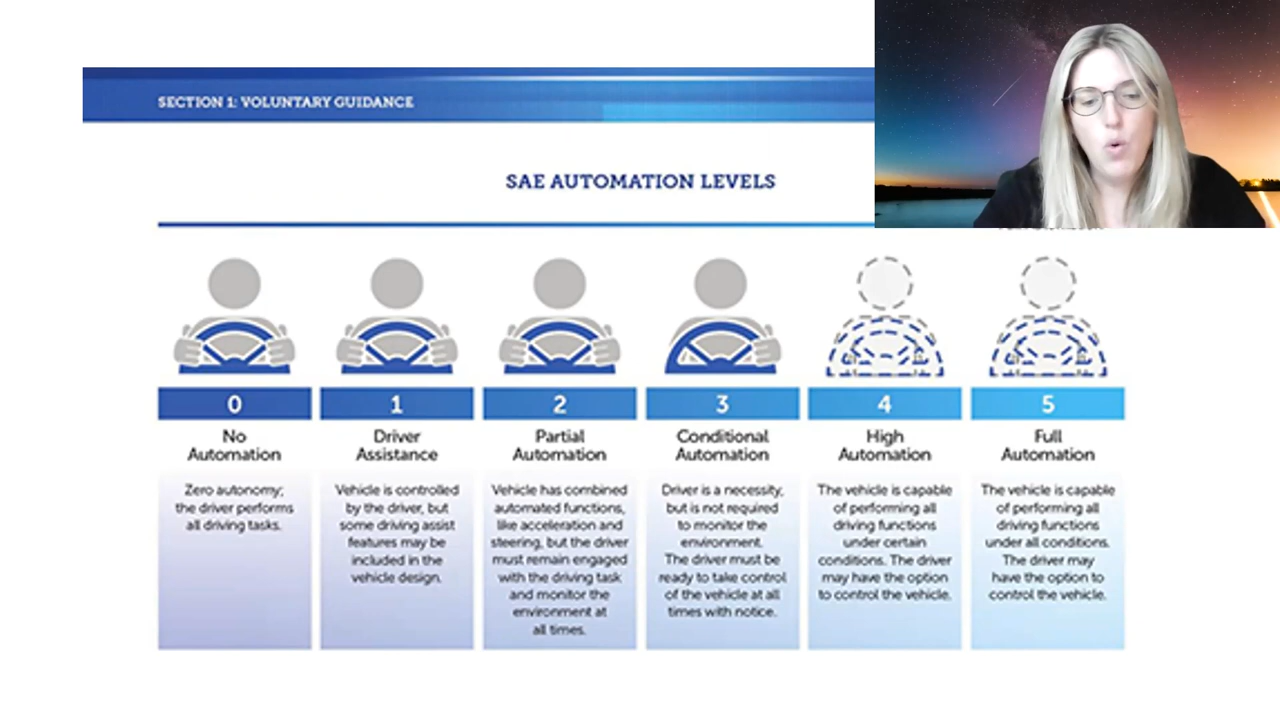 SECTION 1: VOLUNTARY GUIDANCE
SAE AUTOMATION LEVELS
0
No
Automation
Zero autonomy;
the driver performs
all driving tasks.
1
Driver
Assistance
Vehicle is controlled
by the driver, but
some driving assist
features may be
included in the
vehicle design.
2
Partial
Automation
Vehicle has combined
automated functions,
like acceleration and
steering, but the driver
must remain engaged
with the driving task
and monitor the
environment at
all times.
3
Conditional
Automation
Driver is a necessity,
but is not required
to monitor the
environment.
The driver must be
ready to take control
of the vehicle at all
times with notice.
4
High
Automation
The vehicle is capable
of performing all
driving functions
under certain
conditions. The driver
may have the option
to control the vehicle.
5
Full
Automation
The vehicle is capable
of performing all
driving functions
under all conditions.
The driver may
have the option to
control the vehicle.